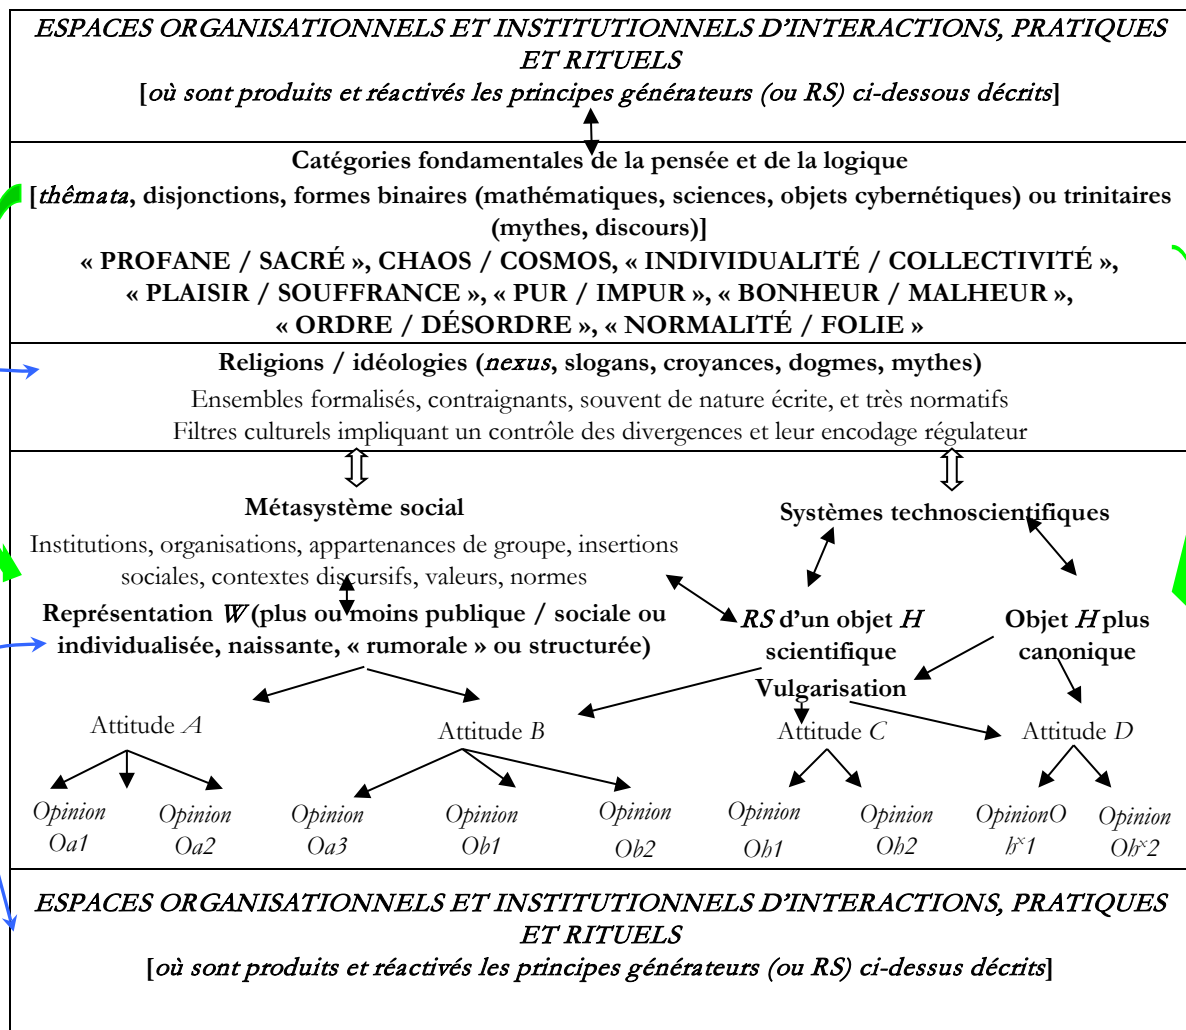 ESPACES ORGANISATIONNELS ET INSTITUTIONNELS D'INTERACTIONS, PRATIQUES
ET RITUELS
[où sont produits et réactivés les principes générateurs (ou RS) ci-dessous décrits]
Catégories fondamentales de la pensée et de la logique
[thêmata, disjonctions, formes binaires (mathématiques, sciences, objets cybernétiques) ou trinitaires
(mythes, discours)]
« PROFANE / SACRÉ », CHAOS / COSMOS, « INDIVIDUALITÉ / COLLECTIVITÉ »,
« PLAISIR / SOUFFRANCE », « PUR / IMPUR », « BONHEUR / MALHEUR »,
« ORDRE / DÉSORDRE », « NORMALITÉ / FOLIE »
Religions / idéologies (nexus, slogans, croyances, dogmes, mythes)
Ensembles formalisés, contraignants, souvent de nature écrite, et très normatifs
Filtres culturels impliquant un contrôle des divergences et leur encodage régulateur
Métasystème social
Institutions, organisations, appartenances de groupe, insertions
sociales, contextes discursifs, valeurs, normes
Représentation W (plus ou moins publique / sociale ou
individualisée, naissante, « rumorale » ou structurée)
Systèmes technoscientifiques
RS d'un objet H
scientifique
Vulgarisation
Objet H plus
canonique
Attitude A
Attitude B
Attitude C
Attitude D
Opinion
Oa1
Opinion
Oa2
Opinion
Oa3
Opinion
Ob1
Opinion
Ob2
Opinion
Oh1
Opinion
Oh2
OpinionO
hˣ1
Opinion
Ohˣ2
ESPACES ORGANISATIONNELS ET INSTITUTIONNELS D'INTERACTIONS, PRATIQUES
ET RITUELS
[où sont produits et réactivés les principes générateurs (ou RS) ci-dessus décrits]